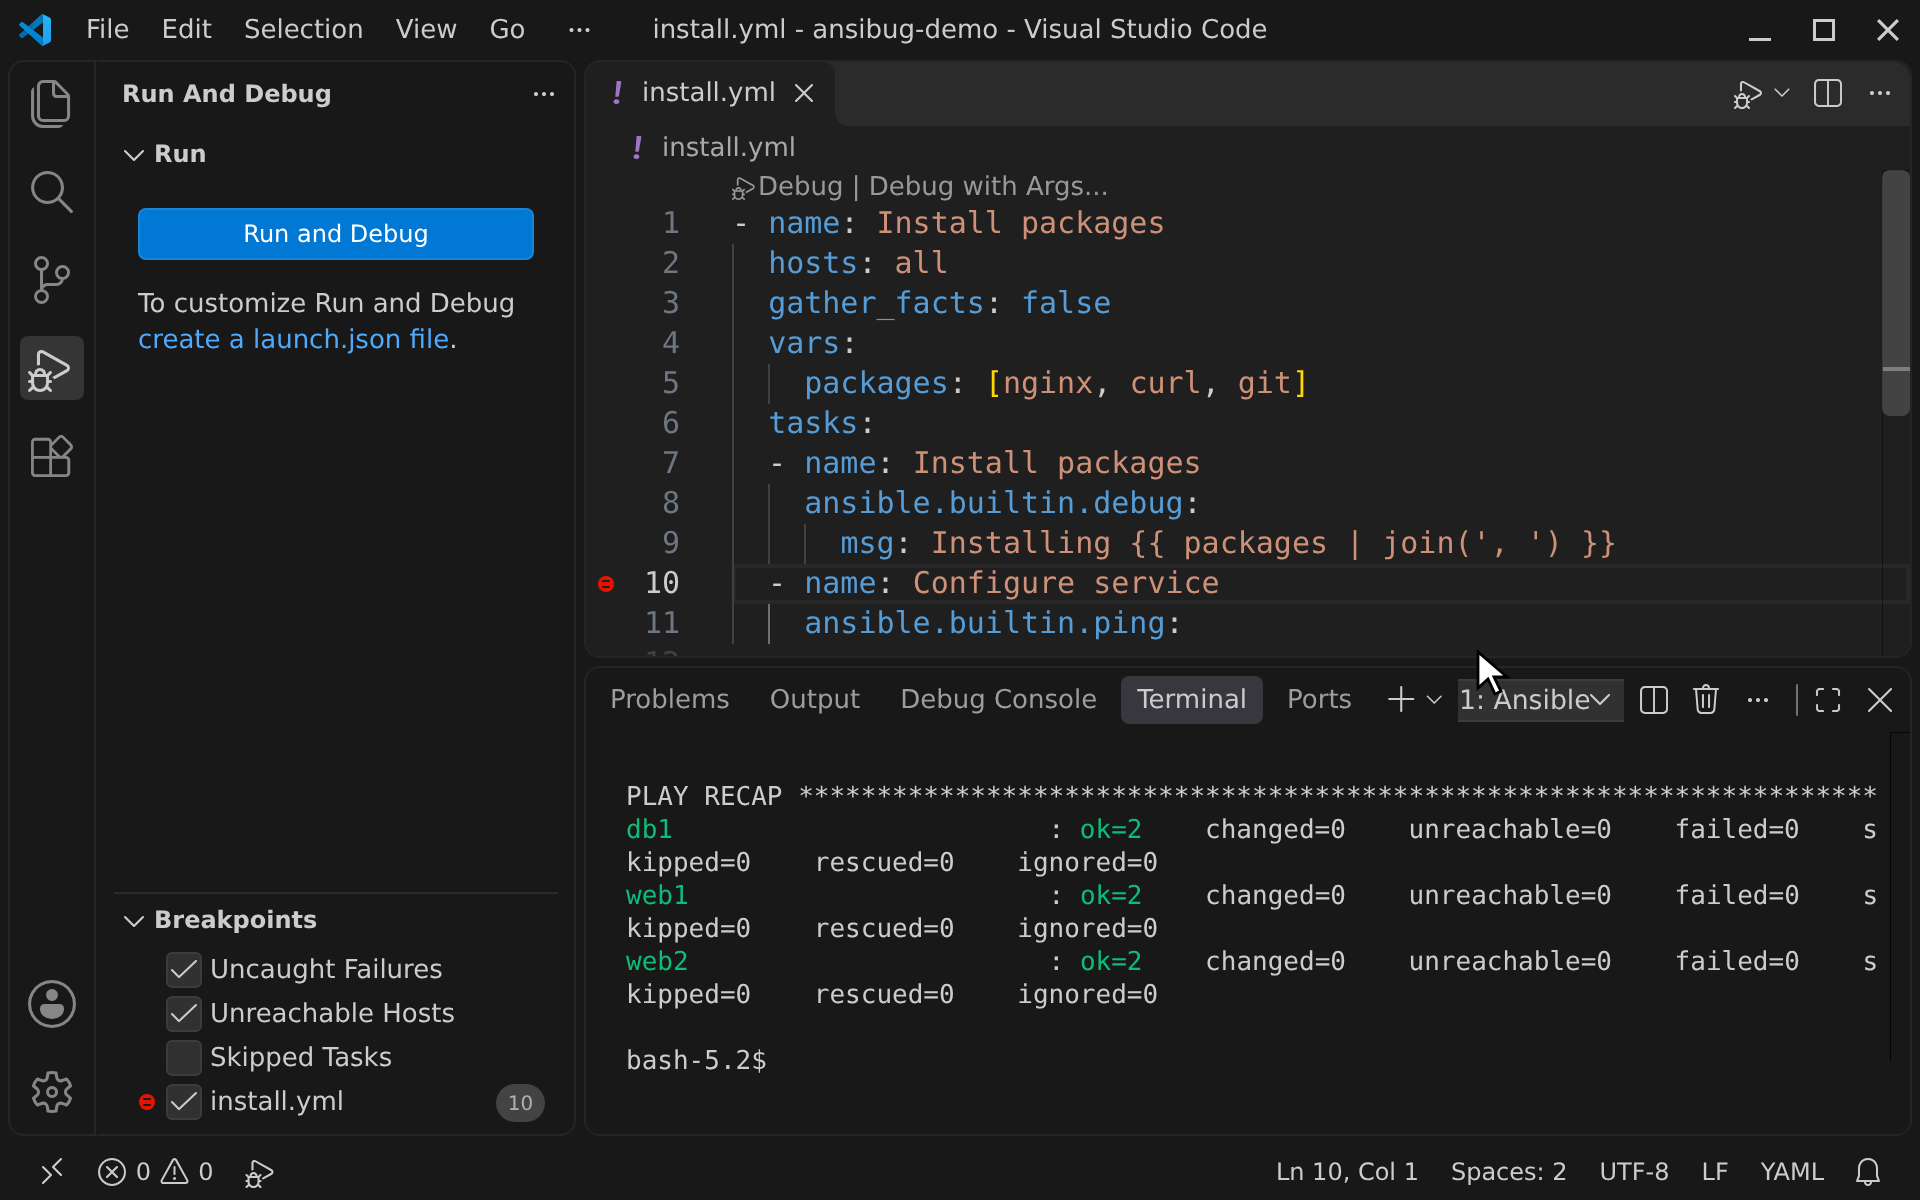 File Edit Selection View Go ··· install.yml - ansibug-demo - Visual Studio Code
Run And Debug
Run
Run and Debug
To customize Run and Debug
create a launch.json file.
Breakpoints
Uncaught Failures
Unreachable Hosts
Skipped Tasks
install.yml 10
! install.yml
! install.yml
Debug | Debug with Args...
1 - name: Install packages
2 hosts: all
3 gather_facts: false
4 vars:
5 packages: [nginx, curl, git]
6 tasks:
7 - name: Install packages
8 ansible.builtin.debug:
9 msg: Installing {{ packages | join(', ') }}
10 - name: Configure service
11 ansible.builtin.ping:
Problems Output Debug Console Terminal Ports 1: Ansible
PLAY RECAP *********************************************************************
db1 : ok=2 changed=0 unreachable=0 failed=0 s
kipped=0 rescued=0 ignored=0
web1 : ok=2 changed=0 unreachable=0 failed=0 s
kipped=0 rescued=0 ignored=0
web2 : ok=2 changed=0 unreachable=0 failed=0 s
kipped=0 rescued=0 ignored=0
bash-5.2$
0 0 Ln 10, Col 1 Spaces: 2 UTF-8 LF YAML